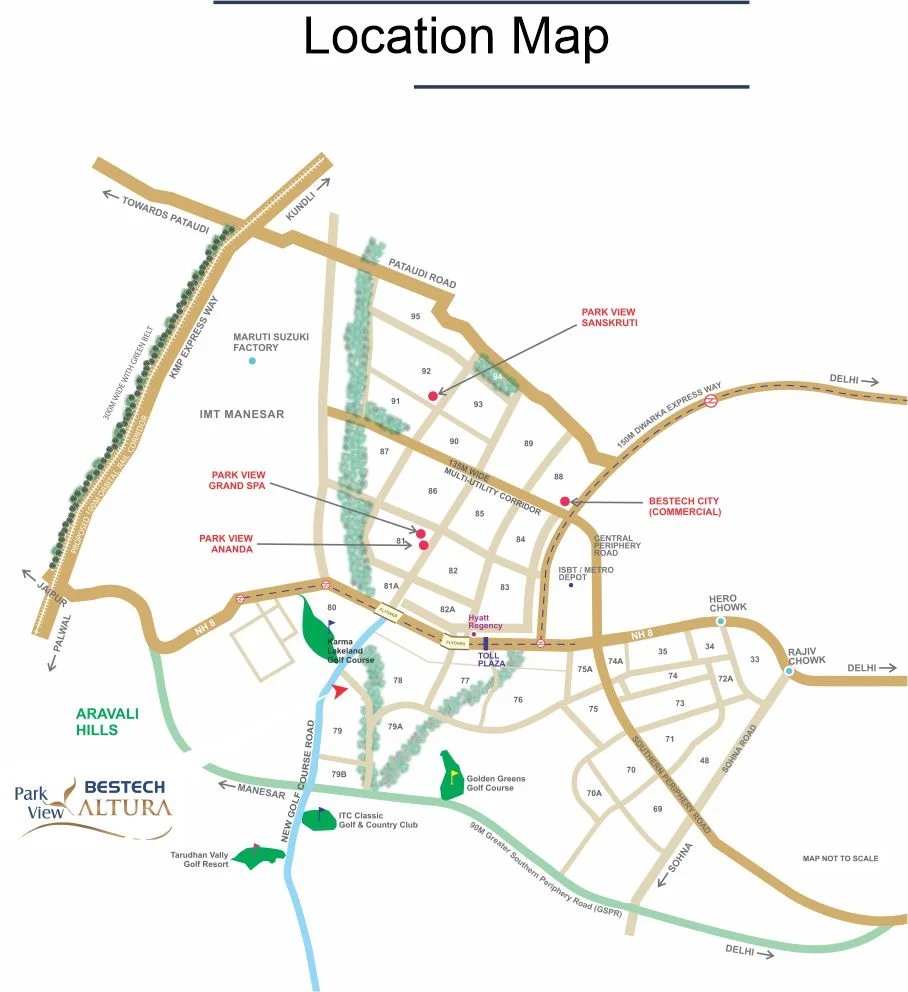 Location Map
TOWARDS PATAUDI
KUNDLI
PATAUDI ROAD
300M WIDE WITH GREEN BELT
KMP EXPRESS WAY
PROPOSED 100M ORBITAL RAIL CORRIDOR
MARUTI SUZUKI
FACTORY
IMT MANESAR
PARK VIEW
SANSKRUTI
95
92
94
91
93
90
89
87
88
150M DWARKA EXPRESS WAY
DELHI
135M WIDE
MULTI-UTILITY CORRIDOR
PARK VIEW
GRAND SPA
86
85
84
BESTECH CITY
(COMMERCIAL)
PARK VIEW
ANANDA
81
82
83
81A
82A
CENTRAL
PERIPHERY
ROAD
ISBT / METRO
DEPOT
JAIPUR
PALWAL
NH 8
80
FLYOVER
FLYOVER
Hyatt
Regency
TOLL
PLAZA
NH 8
HERO
CHOWK
RAJIV
CHOWK
DELHI
Karma
Lakeland
Golf Course
78
77
76
75A
74A
35
34
33
74
72A
73
75
71
79
79A
79B
70
48
70A
69
SOHNA ROAD
SOUTHERN PERIPHERY ROAD
SOHNA
ARAVALI
HILLS
NEW GOLF COURSE ROAD
MANESAR
Golden Greens
Golf Course
ITC Classic
Golf & Country Club
Tarudhan Vally
Golf Resort
90M Greater Southern Periphery Road (GSPR)
Park
View
BESTECH
ALTURA
MAP NOT TO SCALE
DELHI